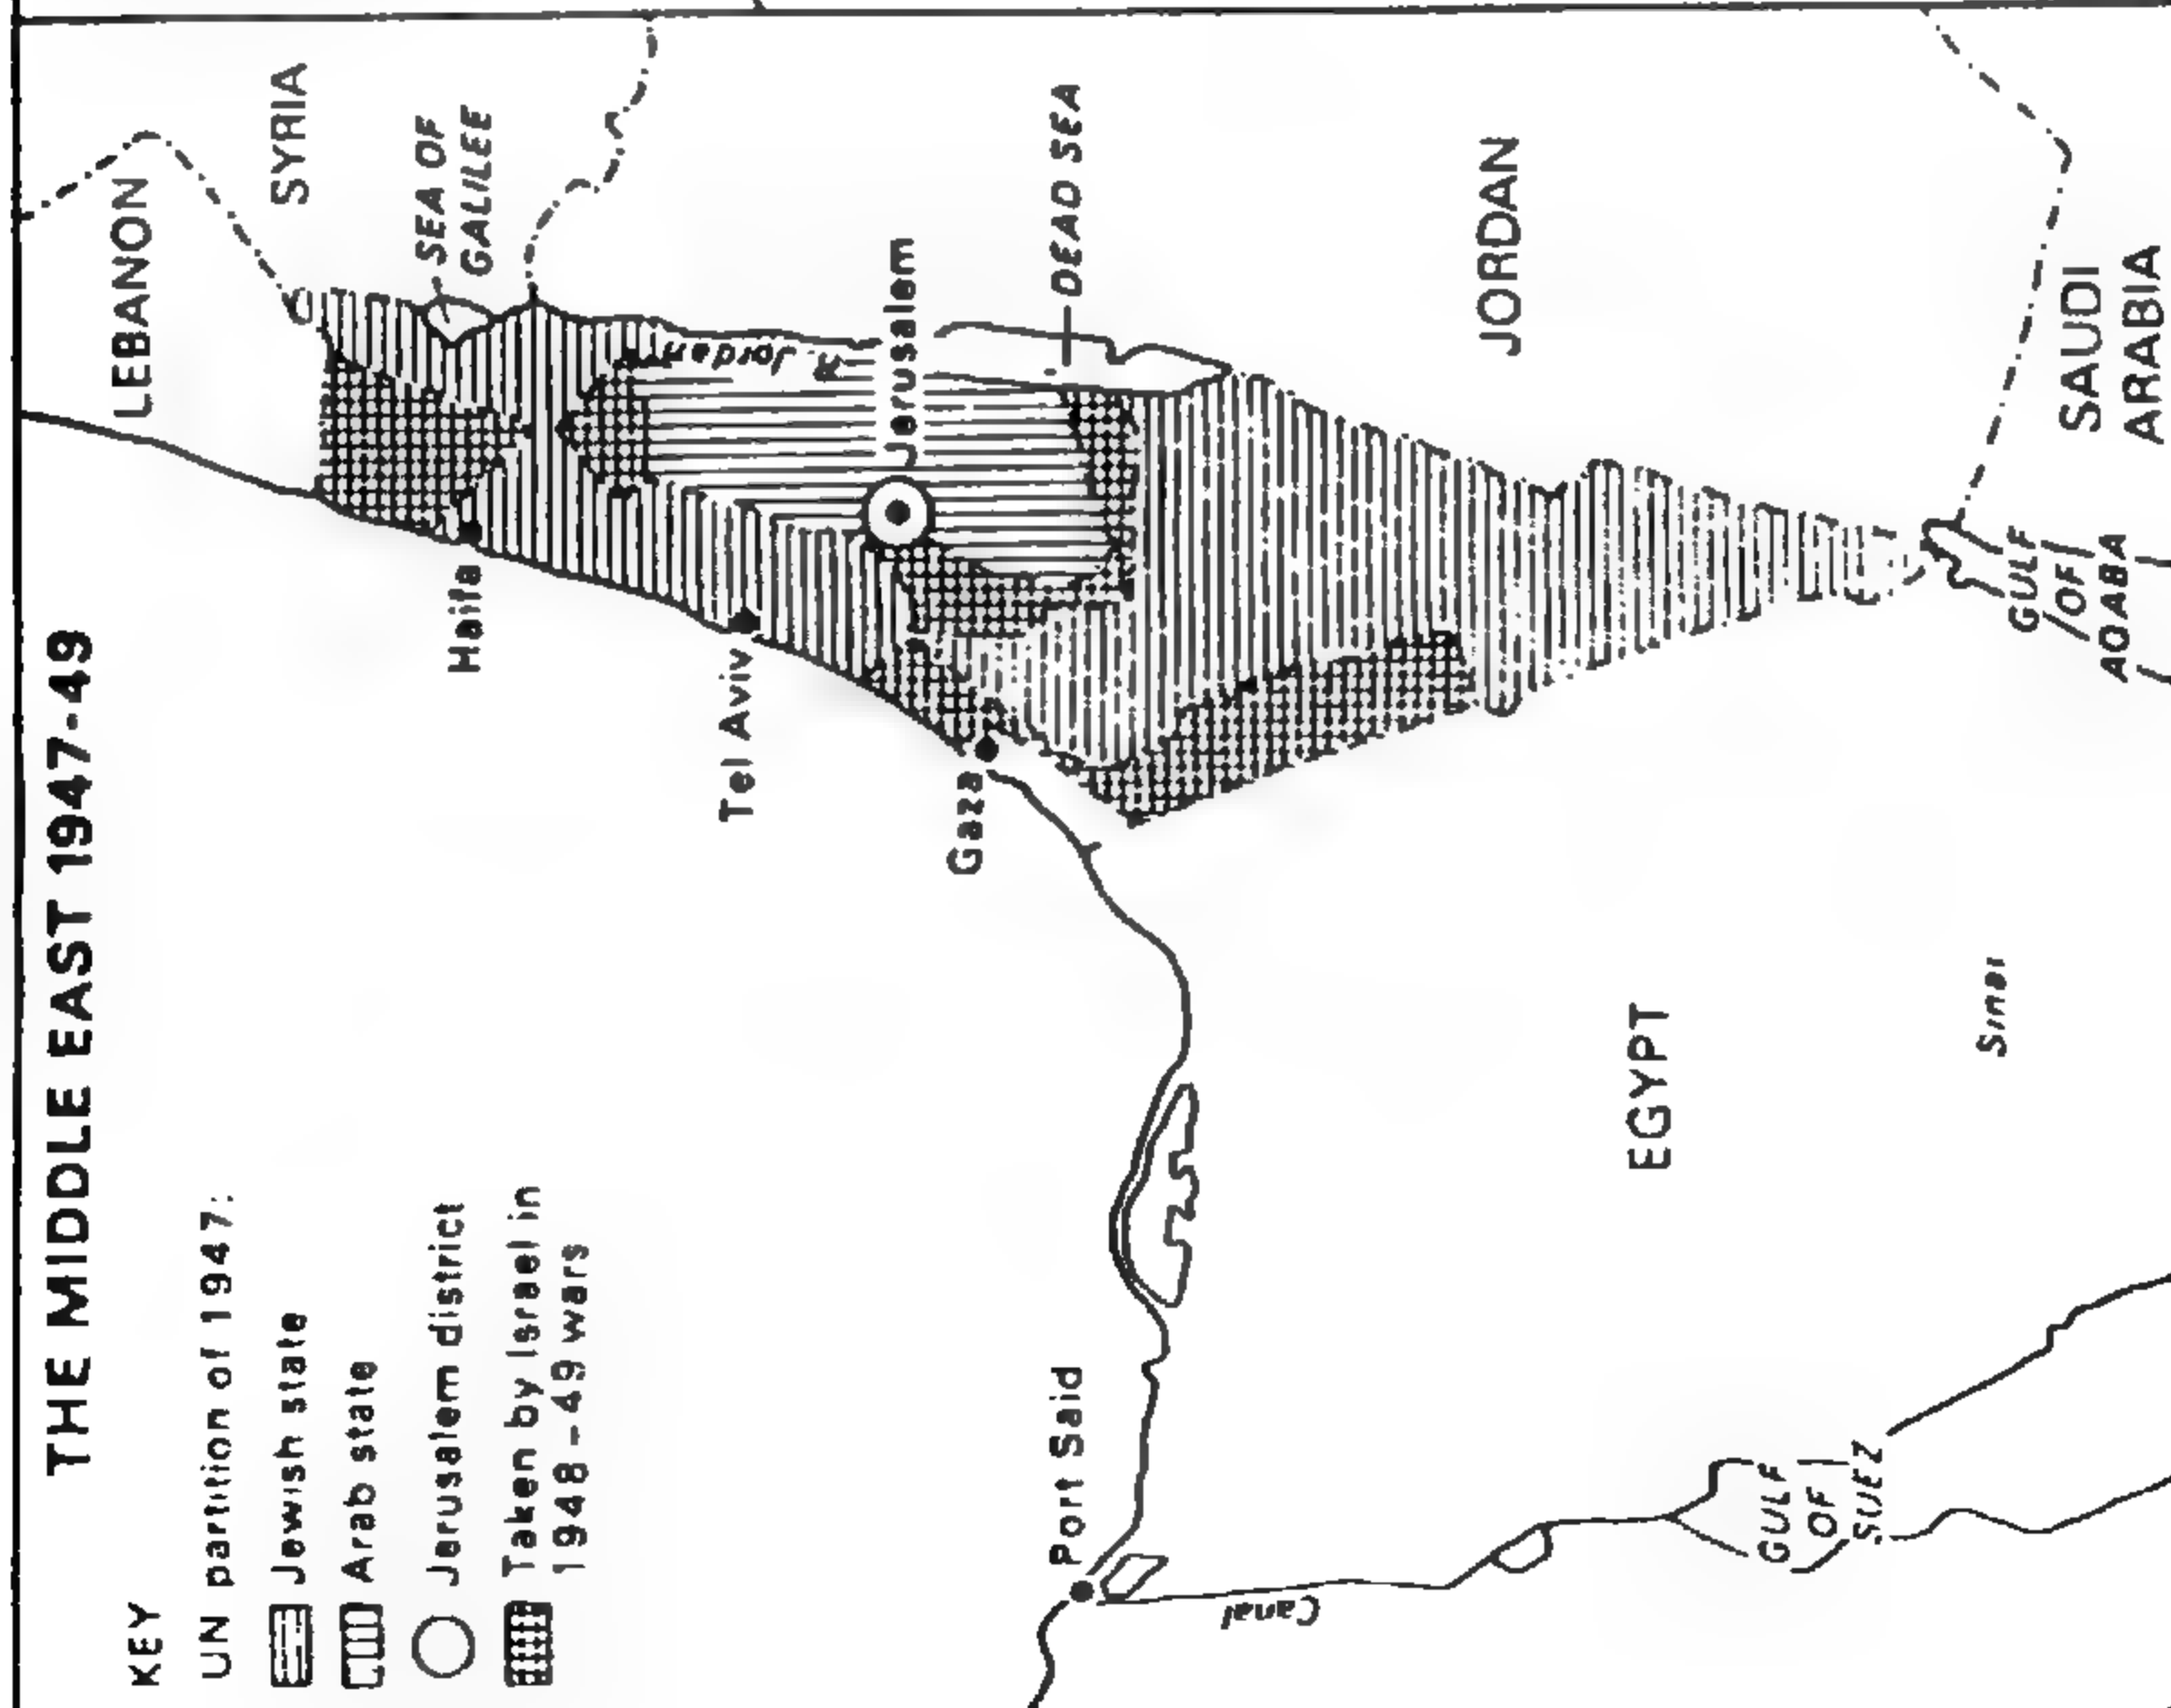 THE MIDDLE EAST 1947-49
KEY
UN partition of 1947:
Jewish state
Arab state
Jerusalem district
Taken by Israel in
1948-49 wars
LEBANON
SYRIA
SEA OF
GALILEE
Haifa
R. Jordan
Tel Aviv
Jerusalem
Gaza
DEAD SEA
Port Said
Canal
JORDAN
EGYPT
GULF
OF
SUEZ
Sinai
GULF
OF
AQABA
SAUDI
ARABIA